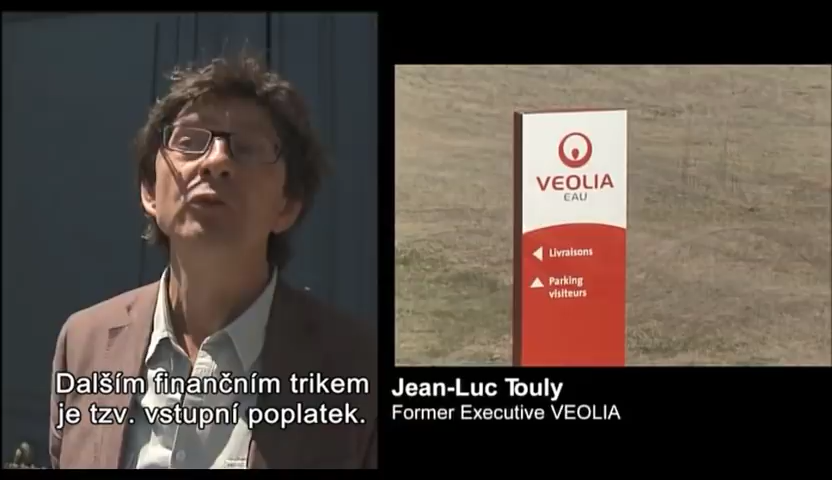 VEOLIA
EAU
Livraisons
Parking
visiteurs
Dalším finančním trikem
je tzv. vstupní poplatek.
Jean-Luc Touly
Former Executive VEOLIA